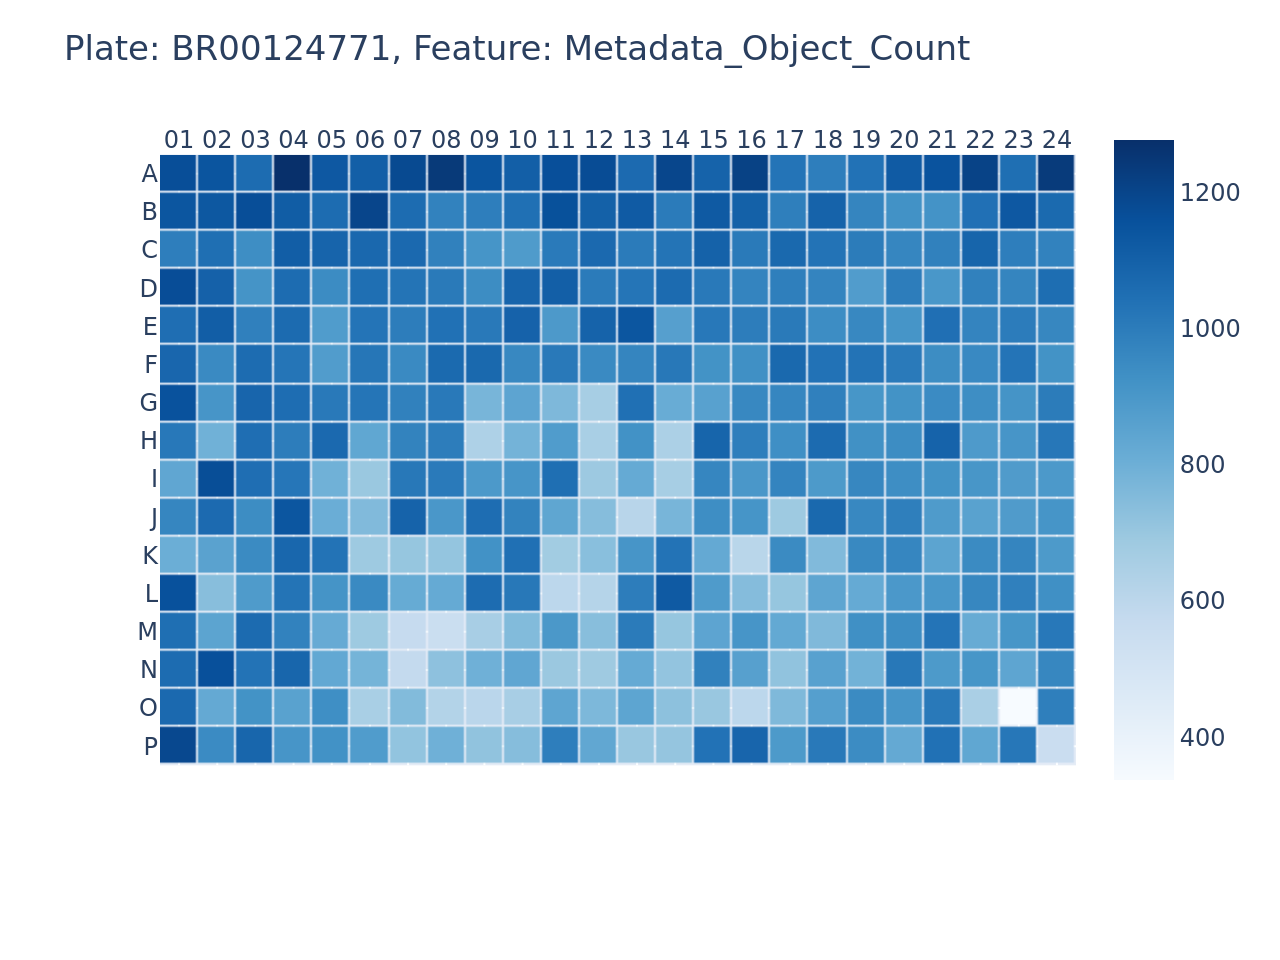 Plate: BR00124771, Feature: Metadata_Object_Count
01 02 03 04 05 06 07 08 09 10 11 12 13 14 15 16 17 18 19 20 21 22 23 24
A
B
C
D
E
F
G
H
I
J
K
L
M
N
O
P
1200
1000
800
600
400